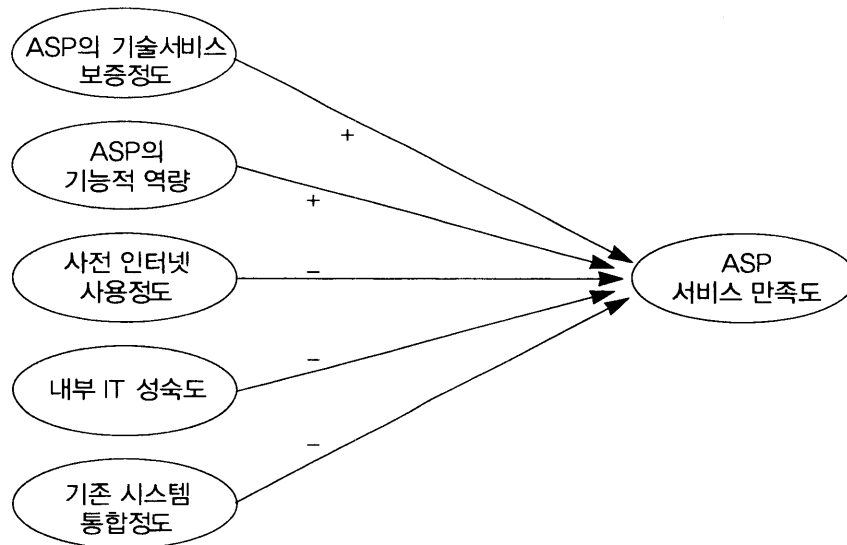 ASP의 기술서비스
보증정도
+
ASP의
기능적 역량
+
사전 인터넷
사용정도
−
ASP
서비스 만족도
내부 IT 성숙도
−
기존 시스템
통합정도
−